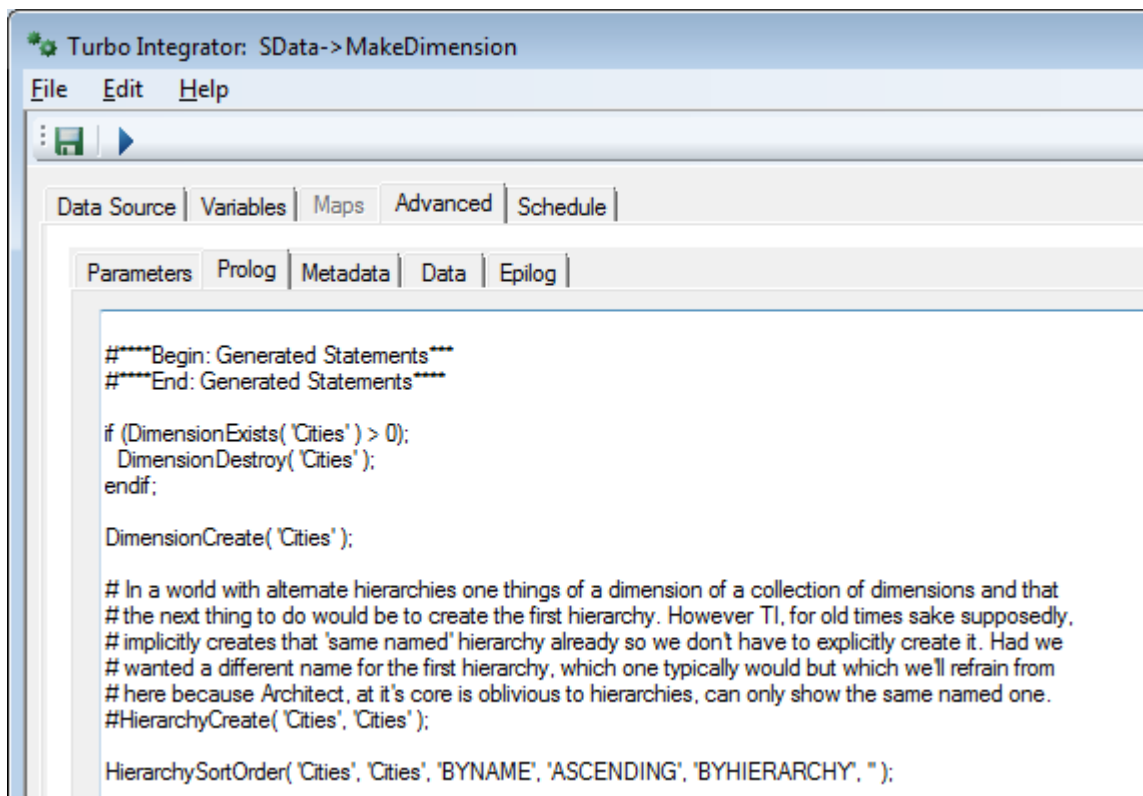 Turbo Integrator: SData->MakeDimension
File Edit Help
Data Source Variables Maps Advanced Schedule
Parameters Prolog Metadata Data Epilog
#****Begin: Generated Statements***
#****End: Generated Statements****
if (DimensionExists( 'Cities' ) > 0);
DimensionDestroy( 'Cities' );
endif;
DimensionCreate( 'Cities' );
# In a world with alternate hierarchies one things of a dimension of a collection of dimensions and that
# the next thing to do would be to create the first hierarchy. However TI, for old times sake supposedly,
# implicitly creates that 'same named' hierarchy already so we don't have to explicitly create it. Had we
# wanted a different name for the first hierarchy, which one typically would but which we'll refrain from
# here because Architect, at it's core is oblivious to hierarchies, can only show the same named one.
#HierarchyCreate( 'Cities', 'Cities' );
HierarchySortOrder( 'Cities', 'Cities', 'BYNAME', 'ASCENDING', 'BYHIERARCHY', '' );